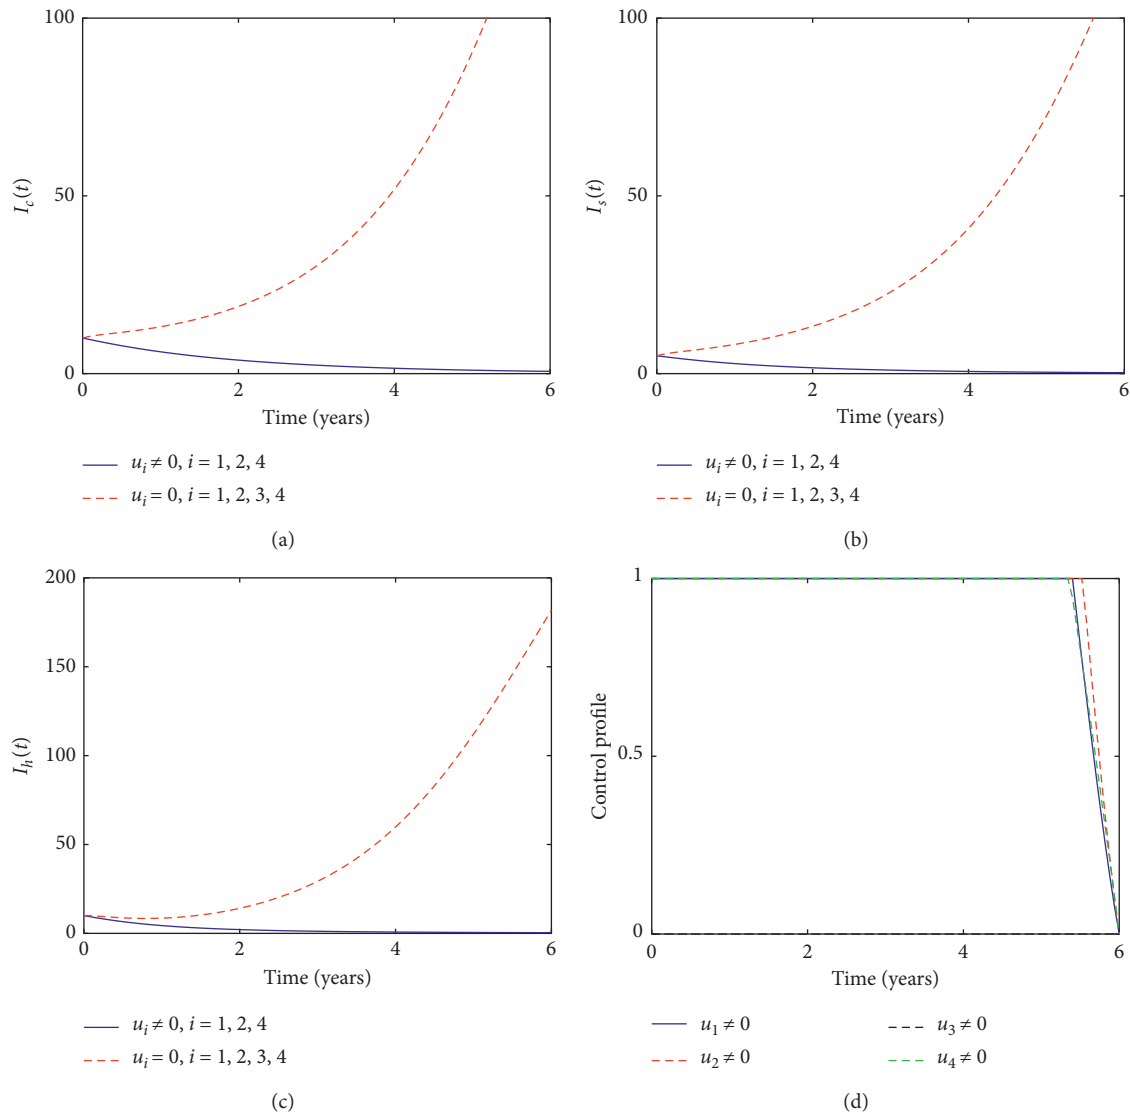 100
50
0
I_c(t)
0 2 4 6
Time (years)
u_i ≠ 0, i = 1, 2, 4
u_i = 0, i = 1, 2, 3, 4
(a)
100
50
0
I_s(t)
0 2 4 6
Time (years)
u_i ≠ 0, i = 1, 2, 4
u_i = 0, i = 1, 2, 3, 4
(b)
200
150
100
50
0
I_h(t)
0 2 4 6
Time (years)
u_i ≠ 0, i = 1, 2, 4
u_i = 0, i = 1, 2, 3, 4
(c)
1
0.5
0
Control profile
0 2 4 6
Time (years)
u_1 ≠ 0
u_2 ≠ 0
u_3 ≠ 0
u_4 ≠ 0
(d)